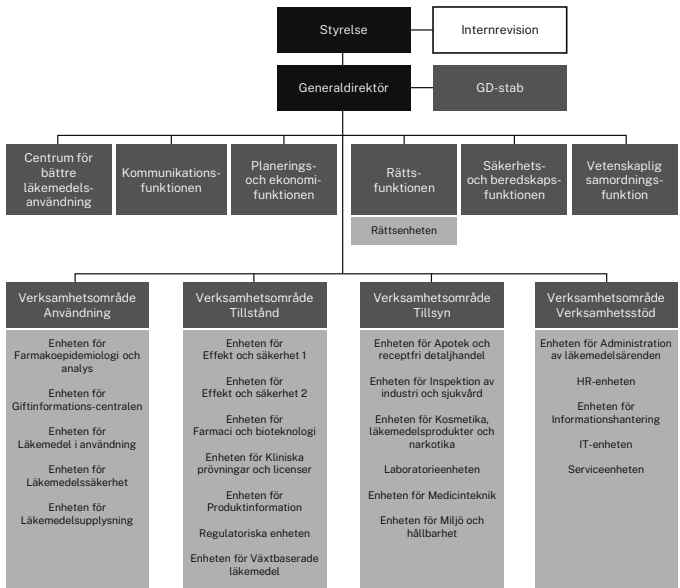 Styrelse
Internrevision
Generaldirektör
GD-stab
Centrum för
bättre
läkemedels-
användning
Kommunikations-
funktionen
Planerings-
och ekonomi-
funktionen
Rätts-
funktionen
Säkerhets-
och beredskaps-
funktionen
Vetenskaplig
samordnings-
funktion
Rättsenheten
Verksamhetsområde
Användning
Enheten för
Farmakoepidemiologi och
analys
Enheten för
Giftinformations-centralen
Enheten för
Läkemedel i användning
Enheten för
Läkemedelssäkerhet
Enheten för
Läkemedelsupplysning
Verksamhetsområde
Tillstånd
Enheten för
Effekt och säkerhet 1
Enheten för
Effekt och säkerhet 2
Enheten för
Farmaci och bioteknologi
Enheten för Kliniska
prövningar och licenser
Enheten för
Produktinformation
Regulatoriska enheten
Enheten för Växtbaserade
läkemedel
Verksamhetsområde
Tillsyn
Enheten för Apotek och
receptfri detaljhandel
Enheten för Inspektion av
industri och sjukvård
Enheten för Kosmetika,
läkemedelsprodukter och
narkotika
Laboratorieenheten
Enheten för Medicinteknik
Enheten för Miljö och
hållbarhet
Verksamhetsområde
Verksamhetsstöd
Enheten för Administration
av läkemedelsärenden
HR-enheten
Enheten för
Informationshantering
IT-enheten
Serviceenheten